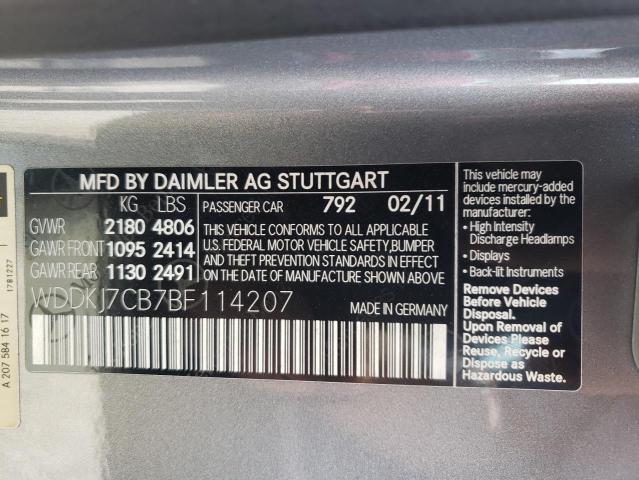 MFD BY DAIMLER AG STUTTGART
KG LBS
GVWR 2180 4806
GAWR FRONT 1095 2414
GAWR REAR 1130 2491
PASSENGER CAR 792 02/11
THIS VEHICLE CONFORMS TO ALL APPLICABLE
U.S. FEDERAL MOTOR VEHICLE SAFETY, BUMPER
AND THEFT PREVENTION STANDARDS IN
EFFECT ON THE DATE OF MANUFACTURE SHOWN
WDDKJ7CB7BF114207
MADE IN GERMANY
This vehicle may
include mercury-added
devices installed by the
manufacturer:
• High Intensity
Discharge Headlamps
• Displays
• Back-lit Instruments
Remove Devices
Before Vehicle
Disposal.
Upon Removal of
Devices Please
Reuse, Recycle or
Dispose as
Hazardous Waste.
A 207 584 16 17
1781227